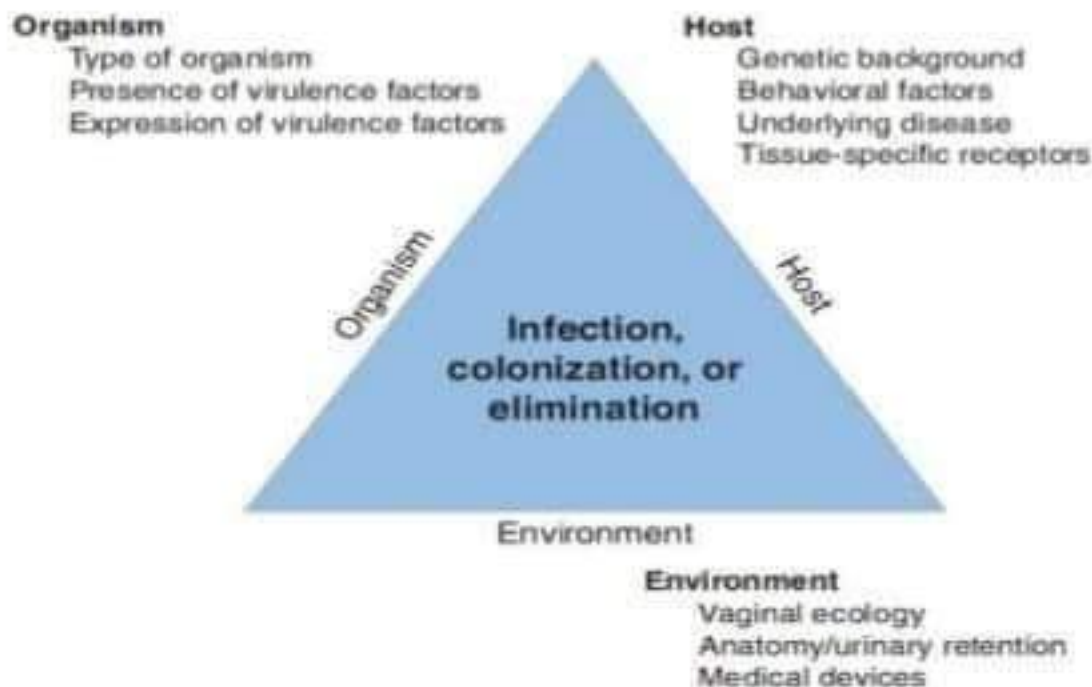 Organism
Type of organism
Presence of virulence factors
Expression of virulence factors
Host
Genetic background
Behavioral factors
Underlying disease
Tissue-specific receptors
Organism
Host
Infection,
colonization, or
elimination
Environment
Environment
Vaginal ecology
Anatomy/urinary retention
Medical devices